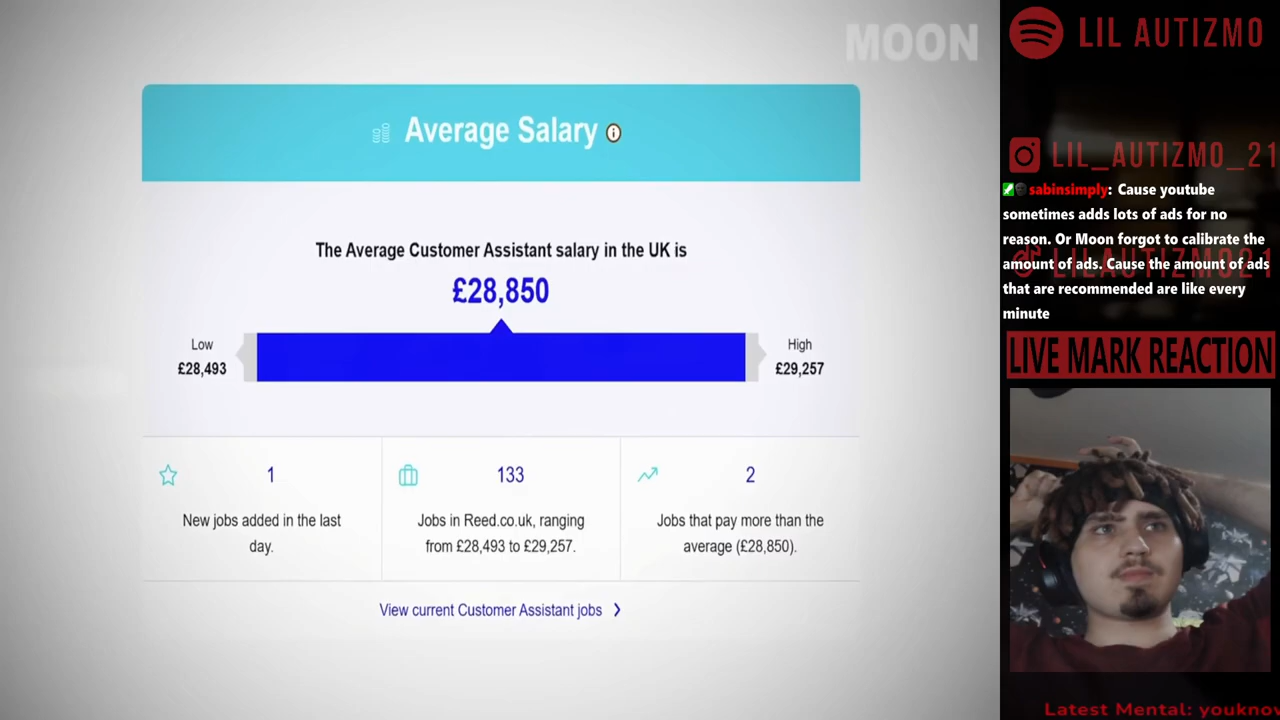 MOON
Average Salary
The Average Customer Assistant salary in the UK is
£28,850
Low
£28,493
High
£29,257
1
New jobs added in the last
day.
133
Jobs in Reed.co.uk, ranging
from £28,493 to £29,257.
2
Jobs that pay more than the
average (£28,850).
View current Customer Assistant jobs
LIL AUTIZMO
LIL_AUTIZMO_21
sabinsimply: Cause youtube
sometimes adds lots of ads for no
reason. Or Moon forgot to calibrate the
amount of ads. Cause the amount of ads
that are recommended are like every
minute
LILAUTIZMO21
LIVE MARK REACTION
Latest Mental: youknov